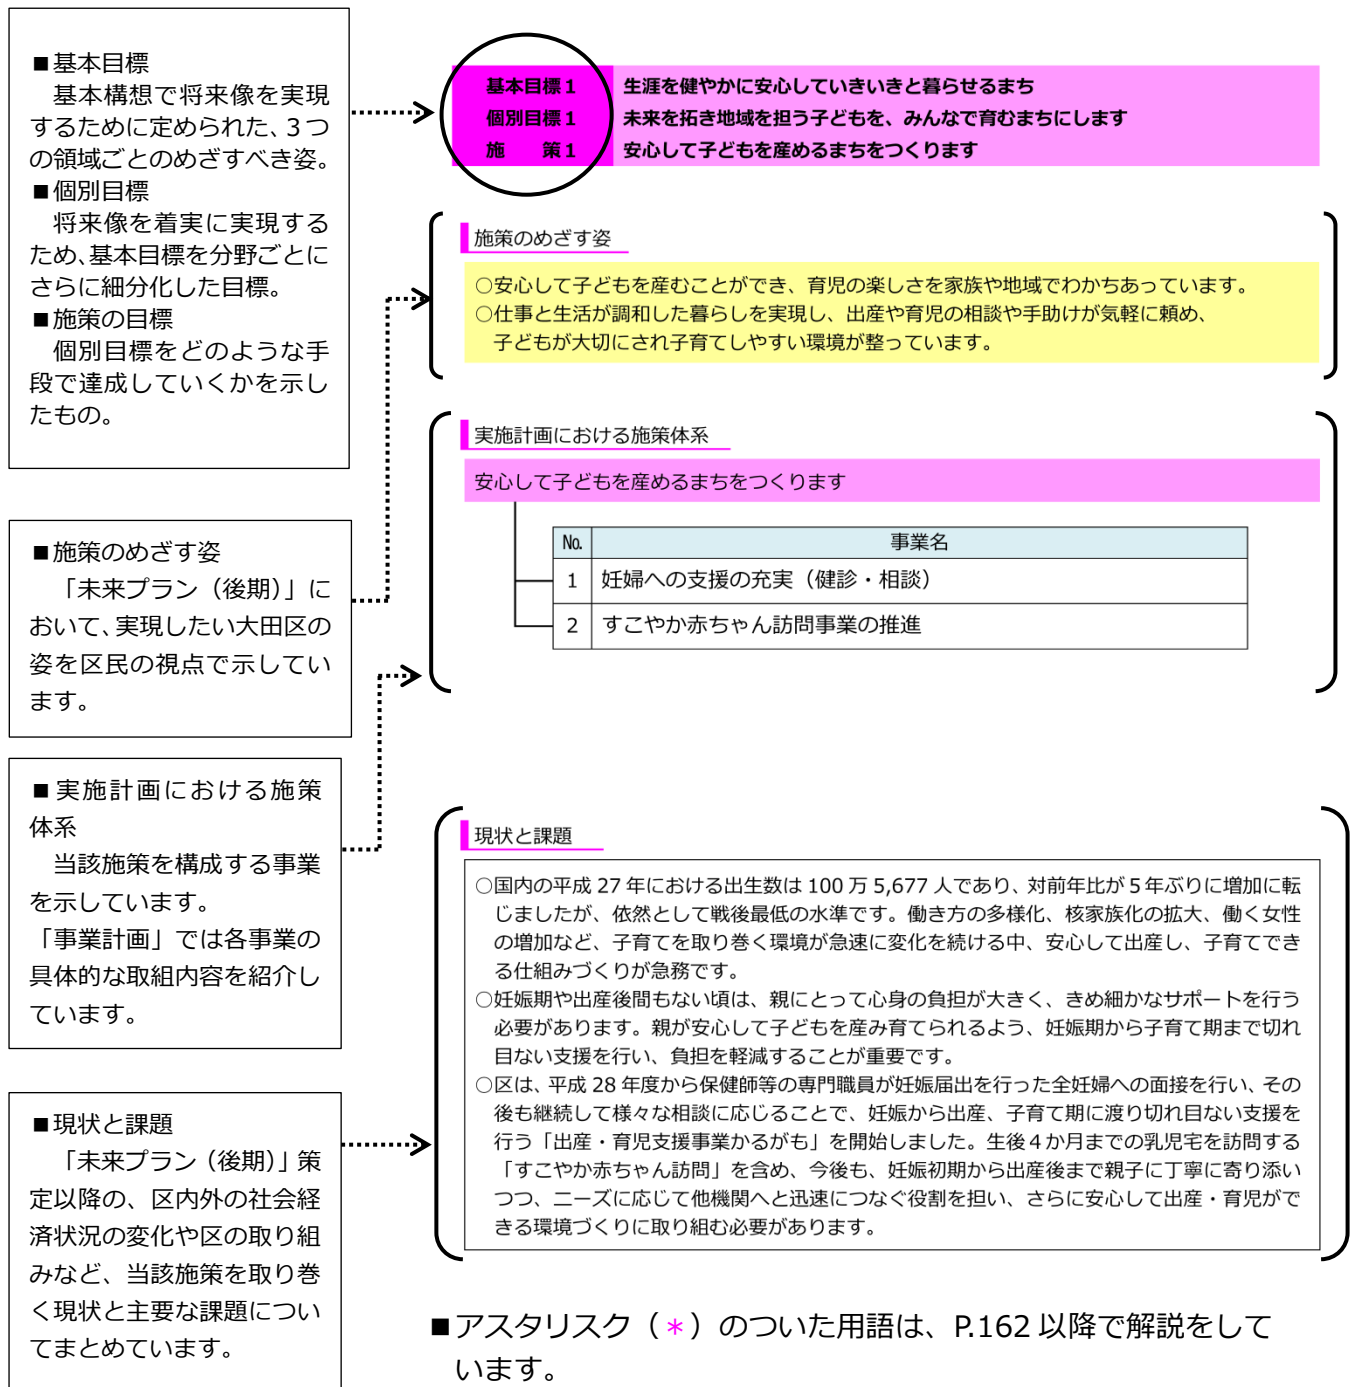 ■基本目標
基本構想で将来像を実現
するために定められた、3つ
の領域ごとのめざすべき姿。
■個別目標
将来像を着実に実現する
ため、基本目標を分野ごとに
さらに細分化した目標。
■施策の目標
個別目標をどのような手
段で達成していくかを示し
たもの。
基本目標1 生涯を健やかに安心していきいきと暮らせるまち
個別目標1 未来を拓き地域を担う子どもを、みんなで育むまちにします
施 策1 安心して子どもを産めるまちをつくります
■施策のめざす姿
「未来プラン（後期）」に
おいて、実現したい大田区の
姿を区民の視点で示してい
ます。
施策のめざす姿
○安心して子どもを産むことができ、育児の楽しさを家族や地域でわかちあっています。
○仕事と生活が調和した暮らしを実現し、出産や育児の相談や手助けが気軽に頼め、
子どもが大切にされ子育てしやすい環境が整っています。
■実施計画における施策
体系
当該施策を構成する事業
を示しています。
「事業計画」では各事業の
具体的な取組内容を紹介し
ています。
実施計画における施策体系
安心して子どもを産めるまちをつくります
No. 事業名
1 妊婦への支援の充実（健診・相談）
2 すこやか赤ちゃん訪問事業の推進
■現状と課題
「未来プラン（後期）」策
定以降の、区内外の社会経
済状況の変化や区の取り組
みなど、当該施策を取り巻
く現状と主要な課題につい
てまとめています。
現状と課題
○国内の平成 27 年における出生数は 100 万 5,677 人であり、対前年比が5年ぶりに増加に転
じましたが、依然として戦後最低の水準です。働き方の多様化、核家族化の拡大、働く女性
の増加など、子育てを取り巻く環境が急速に変化を続ける中、安心して出産し、子育てでき
る仕組みづくりが急務です。
○妊娠期や出産後間もない頃は、親にとって心身の負担が大きく、きめ細かなサポートを行う
必要があります。親が安心して子どもを産み育てられるよう、妊娠期から子育て期まで切れ
目ない支援を行い、負担を軽減することが重要です。
○区は、平成 28 年度から保健師等の専門職員が妊娠届出を行った全妊婦への面接を行い、その
後も継続して様々な相談に応じることで、妊娠から出産、子育て期に渡り切れ目ない支援を
行う「出産・育児支援事業かるがも」を開始しました。生後4か月までの乳児宅を訪問する
「すこやか赤ちゃん訪問」を含め、今後も、妊娠初期から出産後まで親子に丁寧に寄り添い
つつ、ニーズに応じて他機関へと迅速につなぐ役割を担い、さらに安心して出産・育児がで
きる環境づくりに取り組む必要があります。
■アスタリスク（＊）のついた用語は、P.162 以降で解説をして
います。